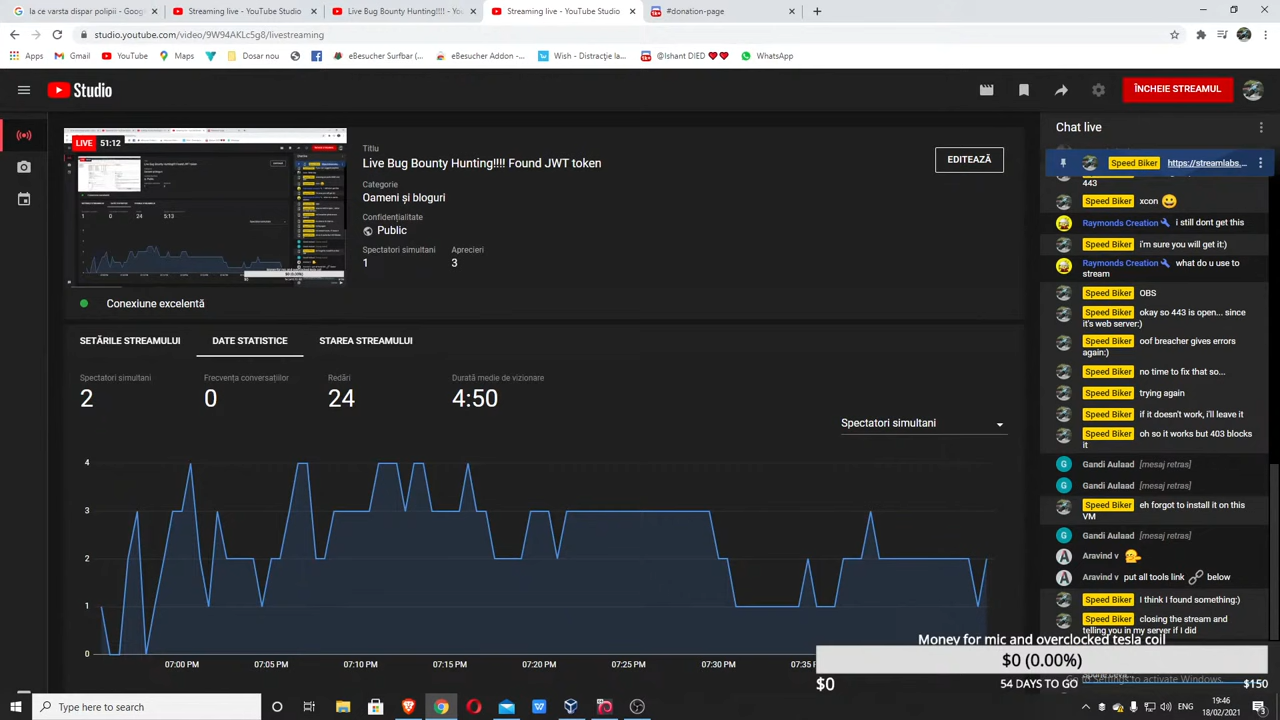 la ce varsta dispar polipii - Goog
Streaming live - YouTube Studio
Live Bug Bounty Hunting!!!! - You
Streaming live - YouTube Studio
#donation-page
studio.youtube.com/video/9W94AKLc5g8/livestreaming
Apps
Gmail
YouTube
Maps
Dosar nou
eBesucher Surfbar (...
eBesucher Addon -...
Wish - Distracție la...
@Ishant DIED ❤❤
WhatsApp
Studio
ÎNCHEIE STREAMUL
LIVE 51:12
Titlu
Live Bug Bounty Hunting!!!! Found JWT token
EDITEAZĂ
Categorie
Oameni și bloguri
Confidențialitate
Public
Spectatori simultani Aprecieri
1 3
Conexiune excelentă
SETĂRILE STREAMULUI DATE STATISTICE STAREA STREAMULUI
Spectatori simultani Frecvența conversațiilor Redări Durată medie de vizionare
2 0 24 4:50
Spectatori simultani
4
3
2
1
0
07:00 PM 07:05 PM 07:10 PM 07:15 PM 07:20 PM 07:25 PM 07:30 PM 07:35
Chat live
Speed Biker https://streamlabs....
443
Speed Biker xcon 😀
Raymonds Creation i still dont get this
Speed Biker i'm sure you will get it:)
Raymonds Creation what do u use to
stream
Speed Biker OBS
Speed Biker okay so 443 is open... since
it's web server:)
Speed Biker oof breacher gives errors
again:)
Speed Biker no time to fix that so...
Speed Biker trying again
Speed Biker if it doesn't work, i'll leave it
Speed Biker oh so it works but 403 blocks
it
Gandi Aulaad [mesaj retras]
Gandi Aulaad [mesaj retras]
Speed Biker eh forgot to install it on this
VM
Gandi Aulaad [mesaj retras]
Aravind v
Aravind v put all tools link 🔗 below
Speed Biker I think I found something:)
Speed Biker closing the stream and
telling you in my server if I did
Money for mic and overclocked tesla coil
$0 (0.00%)
Go to Settings to activate Windows.
$0 54 DAYS TO GO $150
Type here to search
ENG
19:46
18/02/2021